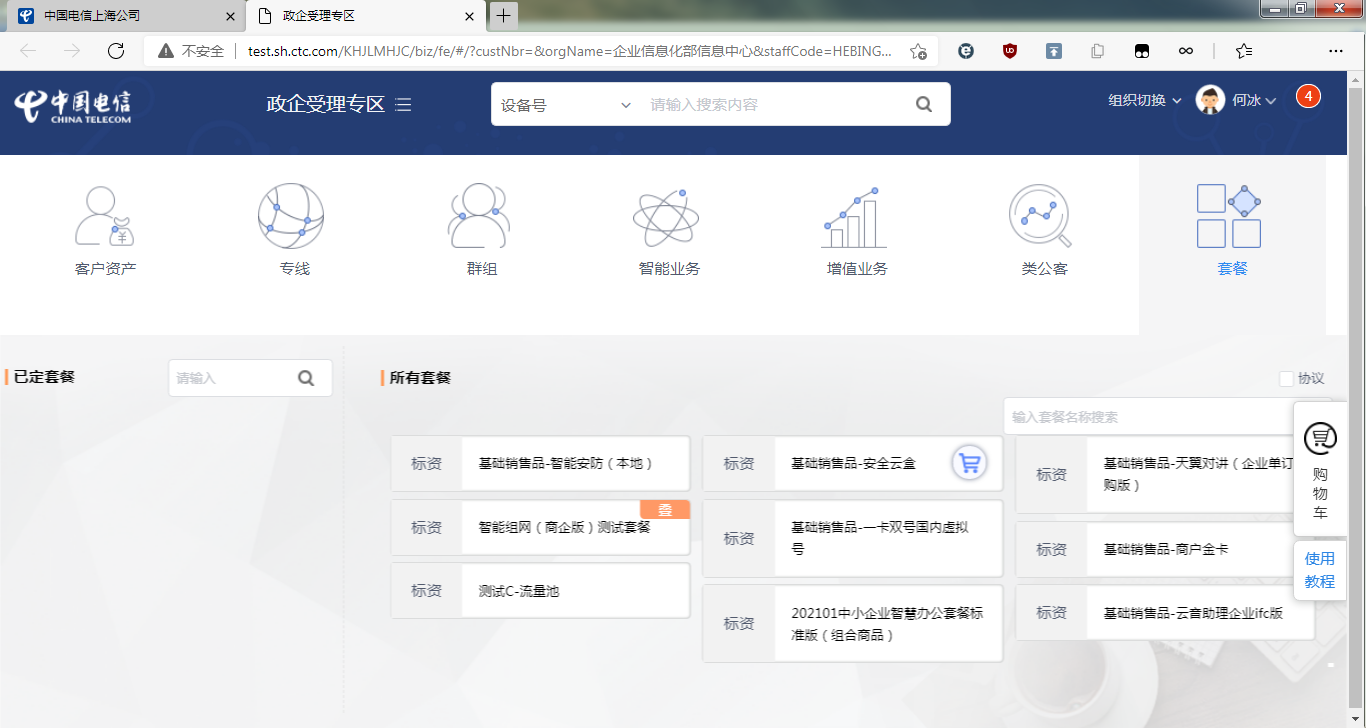 中国电信上海公司
政企受理专区
不安全
test.sh.ctc.com/KHJLMHJC/biz/fe/#/?custNbr=&orgName=企业信息化部信息中心&staffCode=HEBING...
中国电信
CHINA TELECOM
政企受理专区
设备号
请输入搜索内容
组织切换
何冰
4
客户资产
专线
群组
智能业务
增值业务
类公客
套餐
已定套餐
请输入
所有套餐
协议
输入套餐名称搜索
标资
基础销售品-智能安防（本地）
标资
基础销售品-安全云盒
标资
基础销售品-天翼对讲（企业单订
购版）
标资
叠
智能组网（商企版）测试套餐
标资
基础销售品-一卡双号国内虚拟
号
标资
基础销售品-商户金卡
标资
测试C-流量池
标资
202101中小企业智慧办公套餐标
准版（组合商品）
标资
基础销售品-云音助理企业ifc版
购
物
车
使用
教程